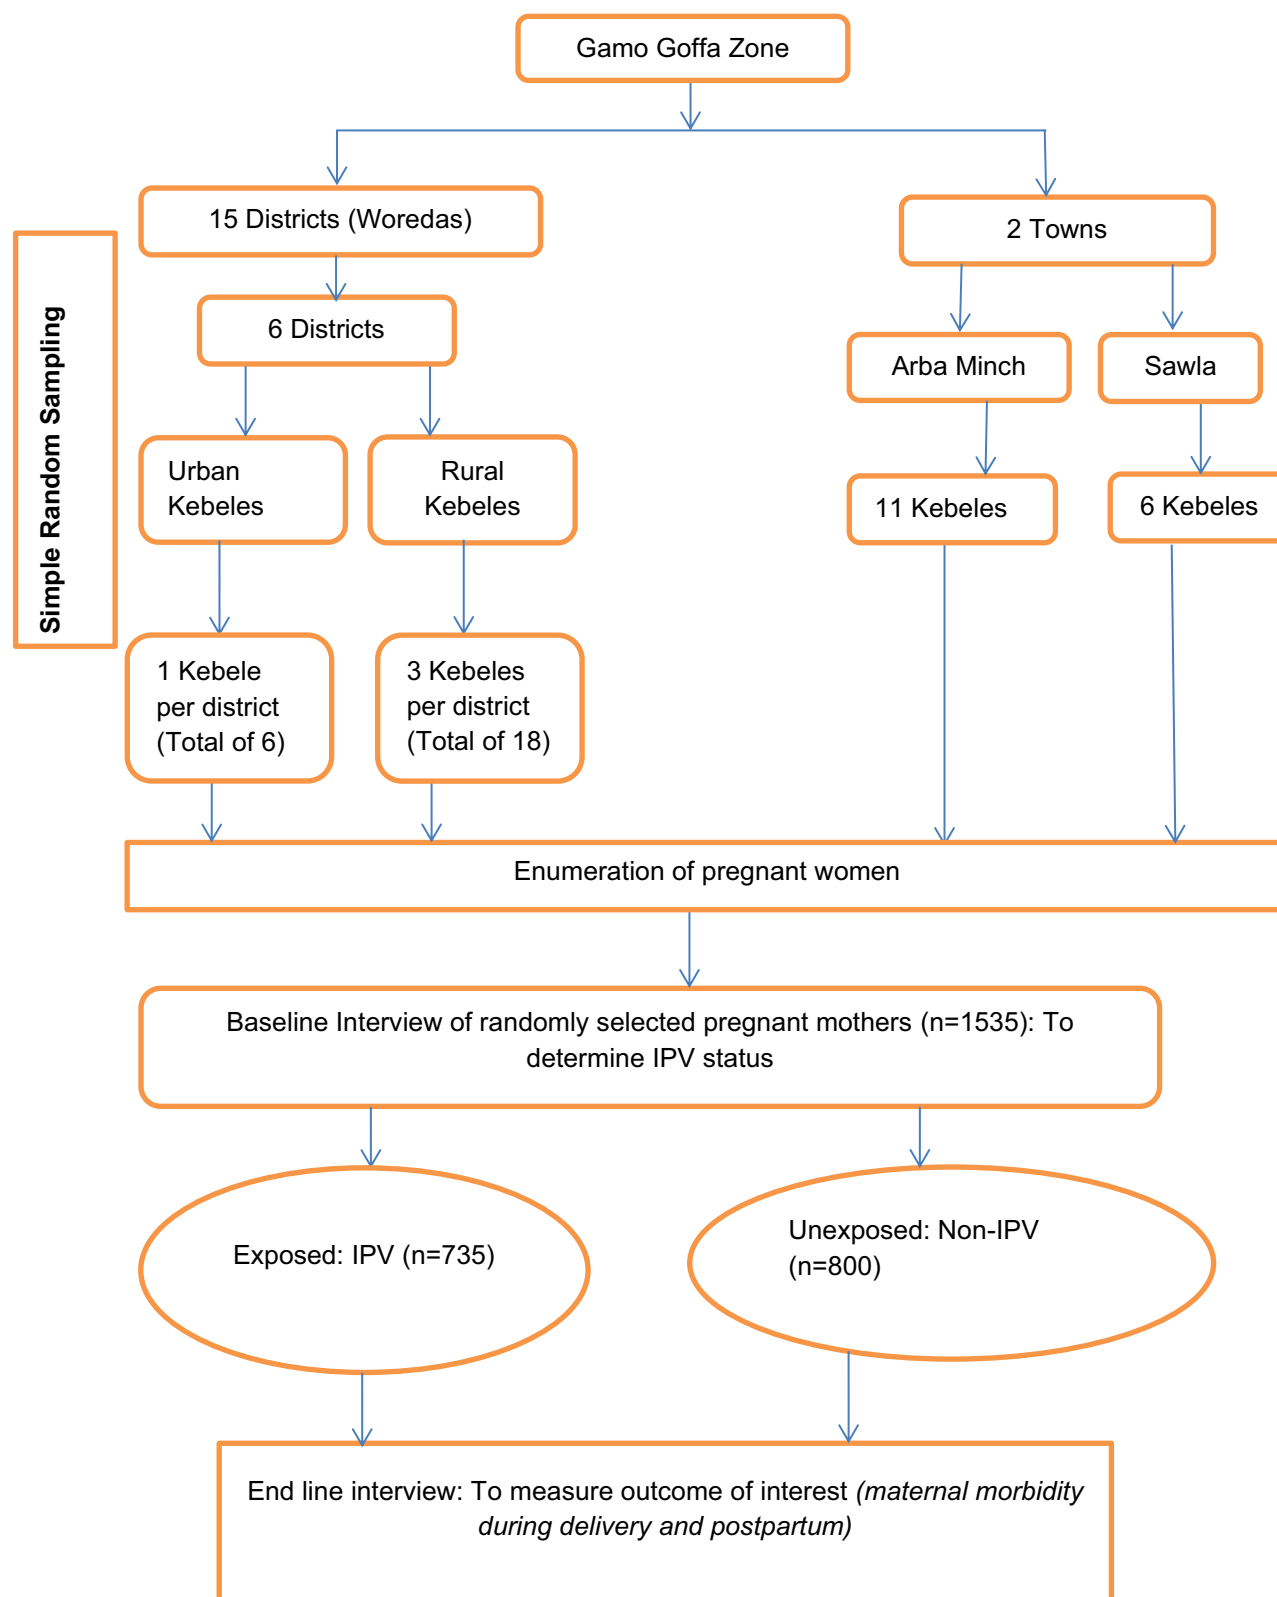 Gamo Goffa Zone
15 Districts (Woredas)
2 Towns
Simple Random Sampling
6 Districts
Arba Minch
Sawla
Urban
Kebeles
Rural
Kebeles
11 Kebeles
6 Kebeles
1 Kebele
per district
(Total of 6)
3 Kebeles
per district
(Total of 18)
Enumeration of pregnant women
Baseline Interview of randomly selected pregnant mothers (n=1535): To
determine IPV status
Exposed: IPV (n=735)
Unexposed: Non-IPV
(n=800)
End line interview: To measure outcome of interest (maternal morbidity
during delivery and postpartum)